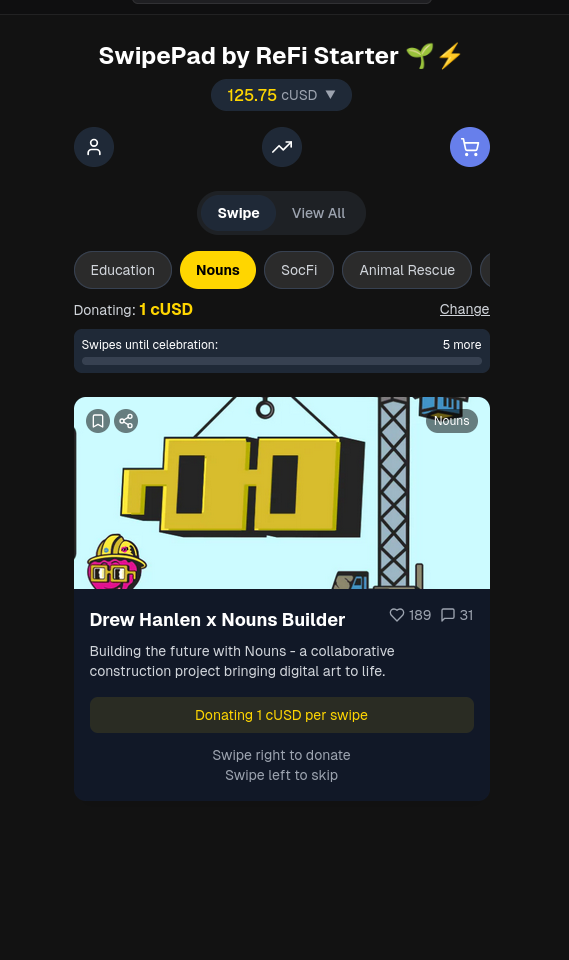 SwipePad by ReFi Starter 🌱⚡
125.75 cUSD ▼
Swipe View All
Education Nouns SocFi Animal Rescue
Donating: 1 cUSD Change
Swipes until celebration: 5 more
Nouns
Drew Hanlen x Nouns Builder 189 31
Building the future with Nouns - a collaborative
construction project bringing digital art to life.
Donating 1 cUSD per swipe
Swipe right to donate
Swipe left to skip